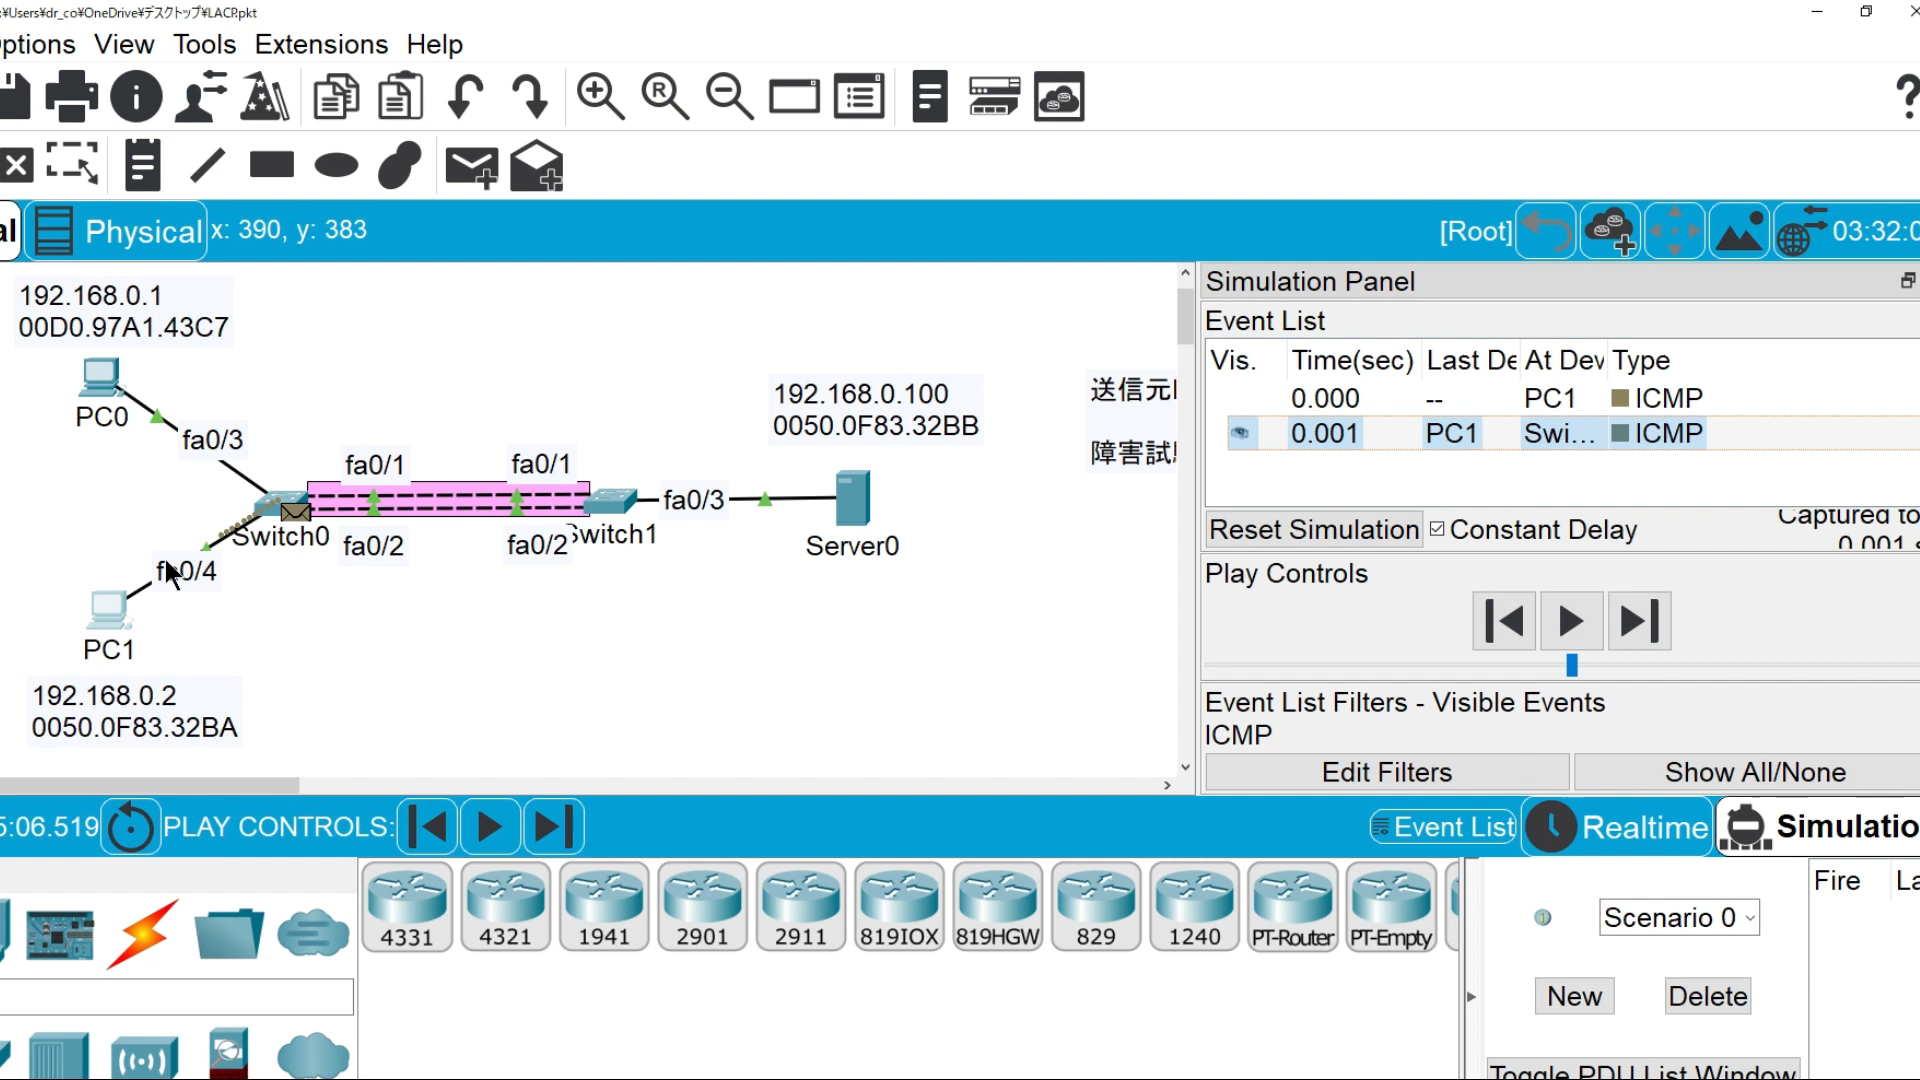 :¥Users¥dr_co¥OneDrive¥デスクトップ¥LACP.pkt
ptions View Tools Extensions Help
al Physical x: 390, y: 383 [Root] 03:32:0
192.168.0.1
00D0.97A1.43C7
PC0
fa0/3
fa0/1
fa0/1
Switch0
fa0/2
fa0/2
Switch1
fa0/3
192.168.0.100
0050.0F83.32BB
Server0
送信元
障害試
fa0/4
PC1
192.168.0.2
0050.0F83.32BA
Simulation Panel
Event List
Vis. Time(sec) Last De At Dev Type
0.000 -- PC1 ICMP
0.001 PC1 Swi... ICMP
Reset Simulation Constant Delay Captured to
0.001 s
Play Controls
Event List Filters - Visible Events
ICMP
Edit Filters Show All/None
5:06.519 PLAY CONTROLS: Event List Realtime Simulatio
4331 4321 1941 2901 2911 819IOX 819HGW 829 1240 PT-Router PT-Empty
Scenario 0
New Delete
Toggle PDU List Window
Fire La